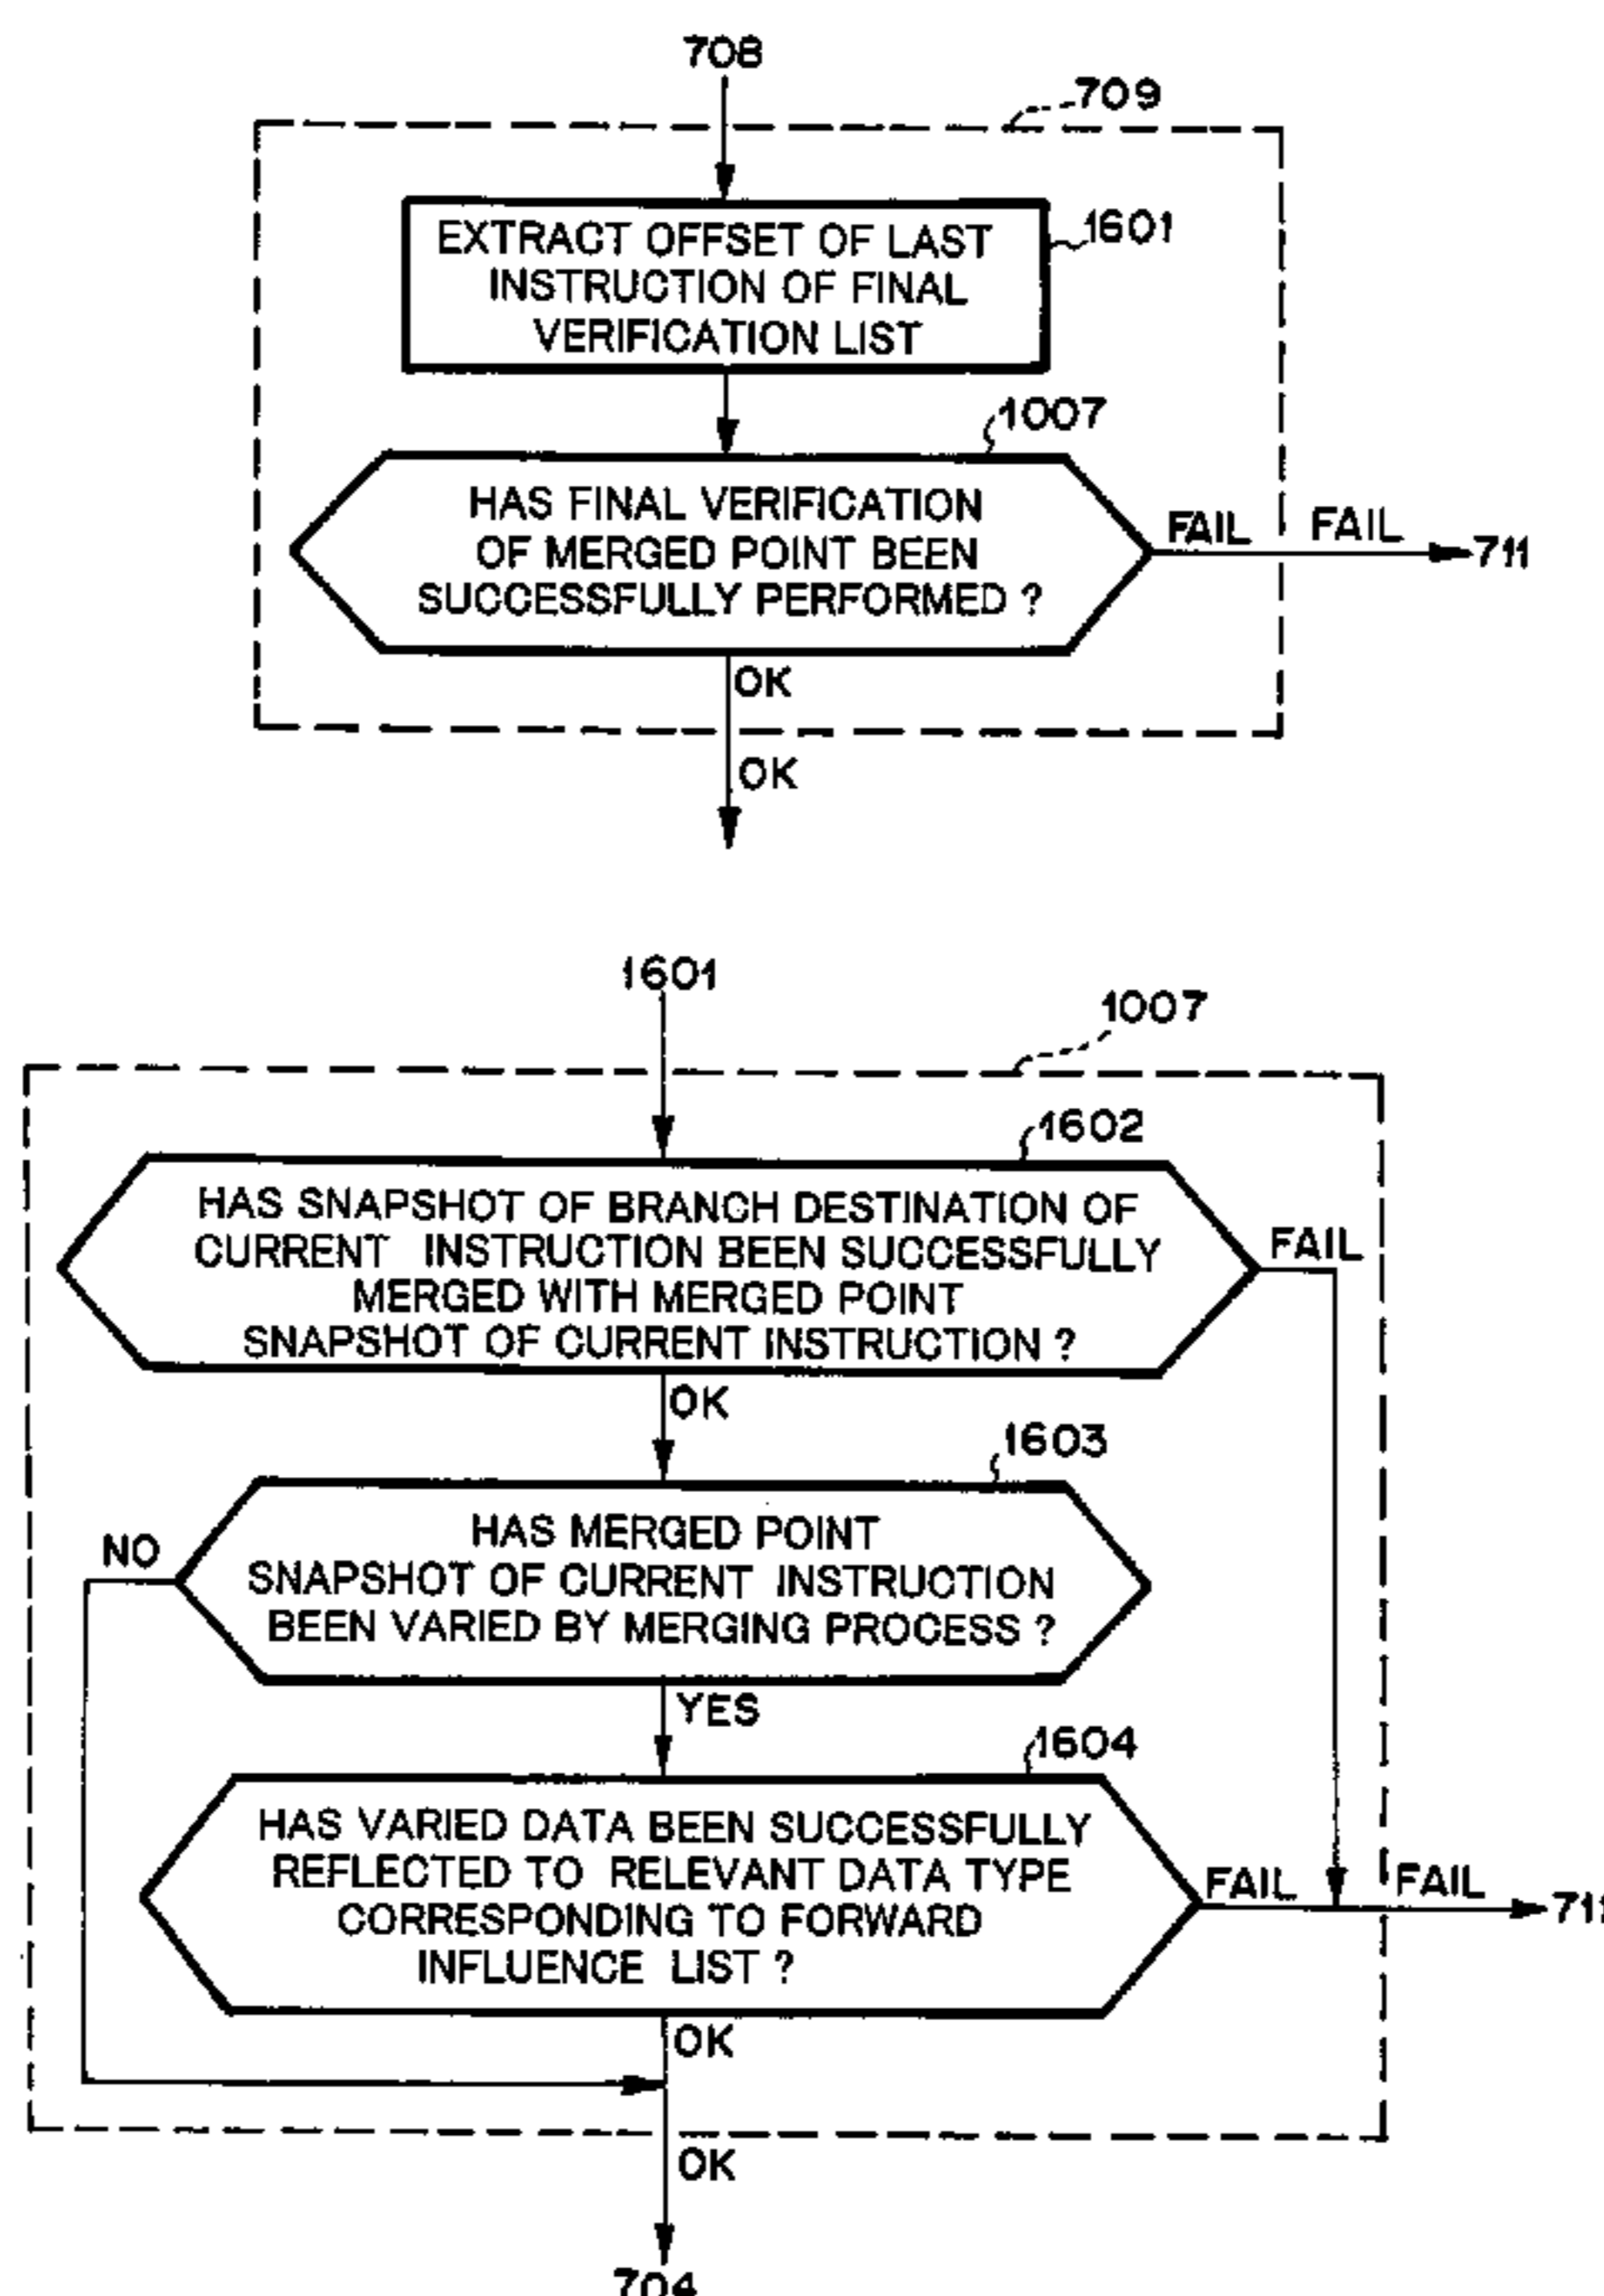 708
709
EXTRACT OFFSET OF LAST
INSTRUCTION OF FINAL
VERIFICATION LIST
1601
1007
HAS FINAL VERIFICATION
OF MERGED POINT BEEN
SUCCESSFULLY PERFORMED ?
FAIL
FAIL
711
OK
OK
1601
1007
1602
HAS SNAPSHOT OF BRANCH DESTINATION OF
CURRENT INSTRUCTION BEEN SUCCESSFULLY
MERGED WITH MERGED POINT
SNAPSHOT OF CURRENT INSTRUCTION ?
FAIL
OK
1603
HAS MERGED POINT
SNAPSHOT OF CURRENT INSTRUCTION
BEEN VARIED BY MERGING PROCESS ?
NO
YES
1604
HAS VARIED DATA BEEN SUCCESSFULLY
REFLECTED TO RELEVANT DATA TYPE
CORRESPONDING TO FORWARD
INFLUENCE LIST ?
FAIL
FAIL
711
OK
OK
704